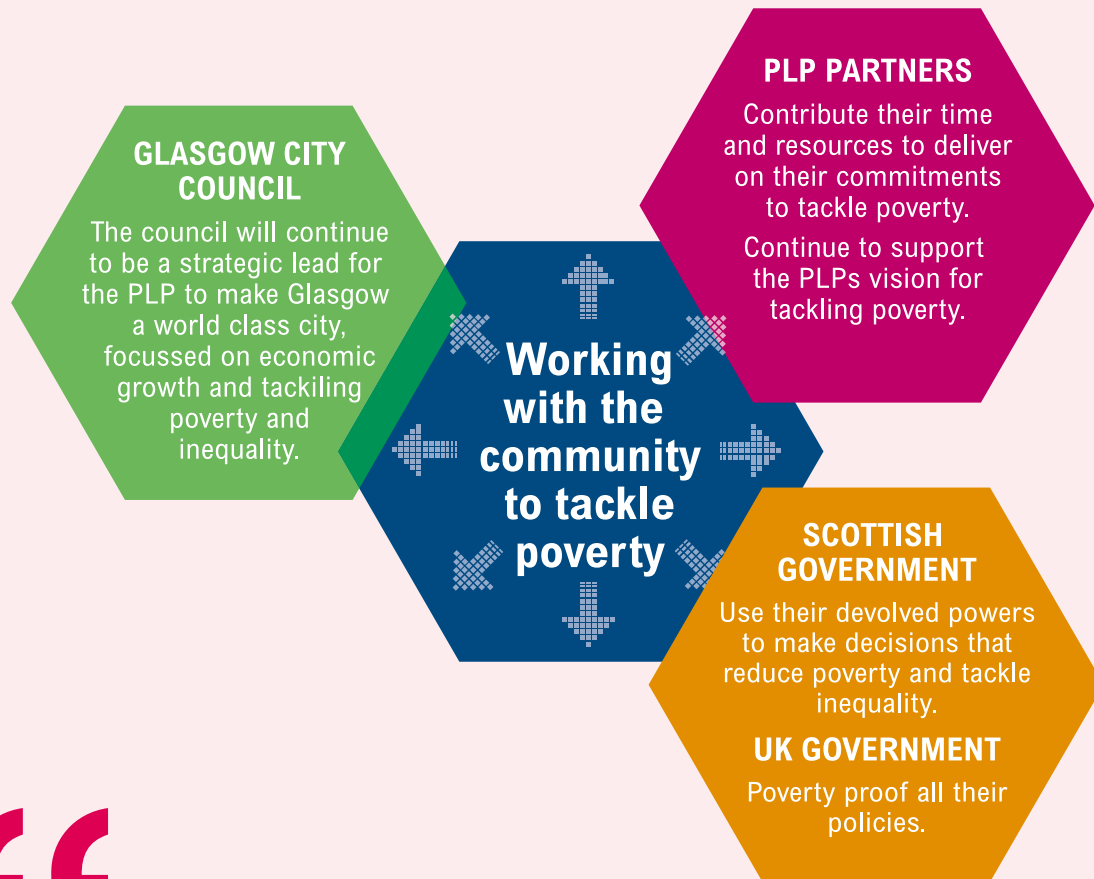 GLASGOW CITY
COUNCIL
The council will continue
to be a strategic lead for
the PLP to make Glasgow
a world class city,
focussed on economic
growth and tackiling
poverty and
inequality.
PLP PARTNERS
Contribute their time
and resources to deliver
on their commitments
to tackle poverty.
Continue to support
the PLPs vision for
tackling poverty.
Working
with the
community
to tackle
poverty
SCOTTISH
GOVERNMENT
Use their devolved powers
to make decisions that
reduce poverty and tackle
inequality.
UK GOVERNMENT
Poverty proof all their
policies.